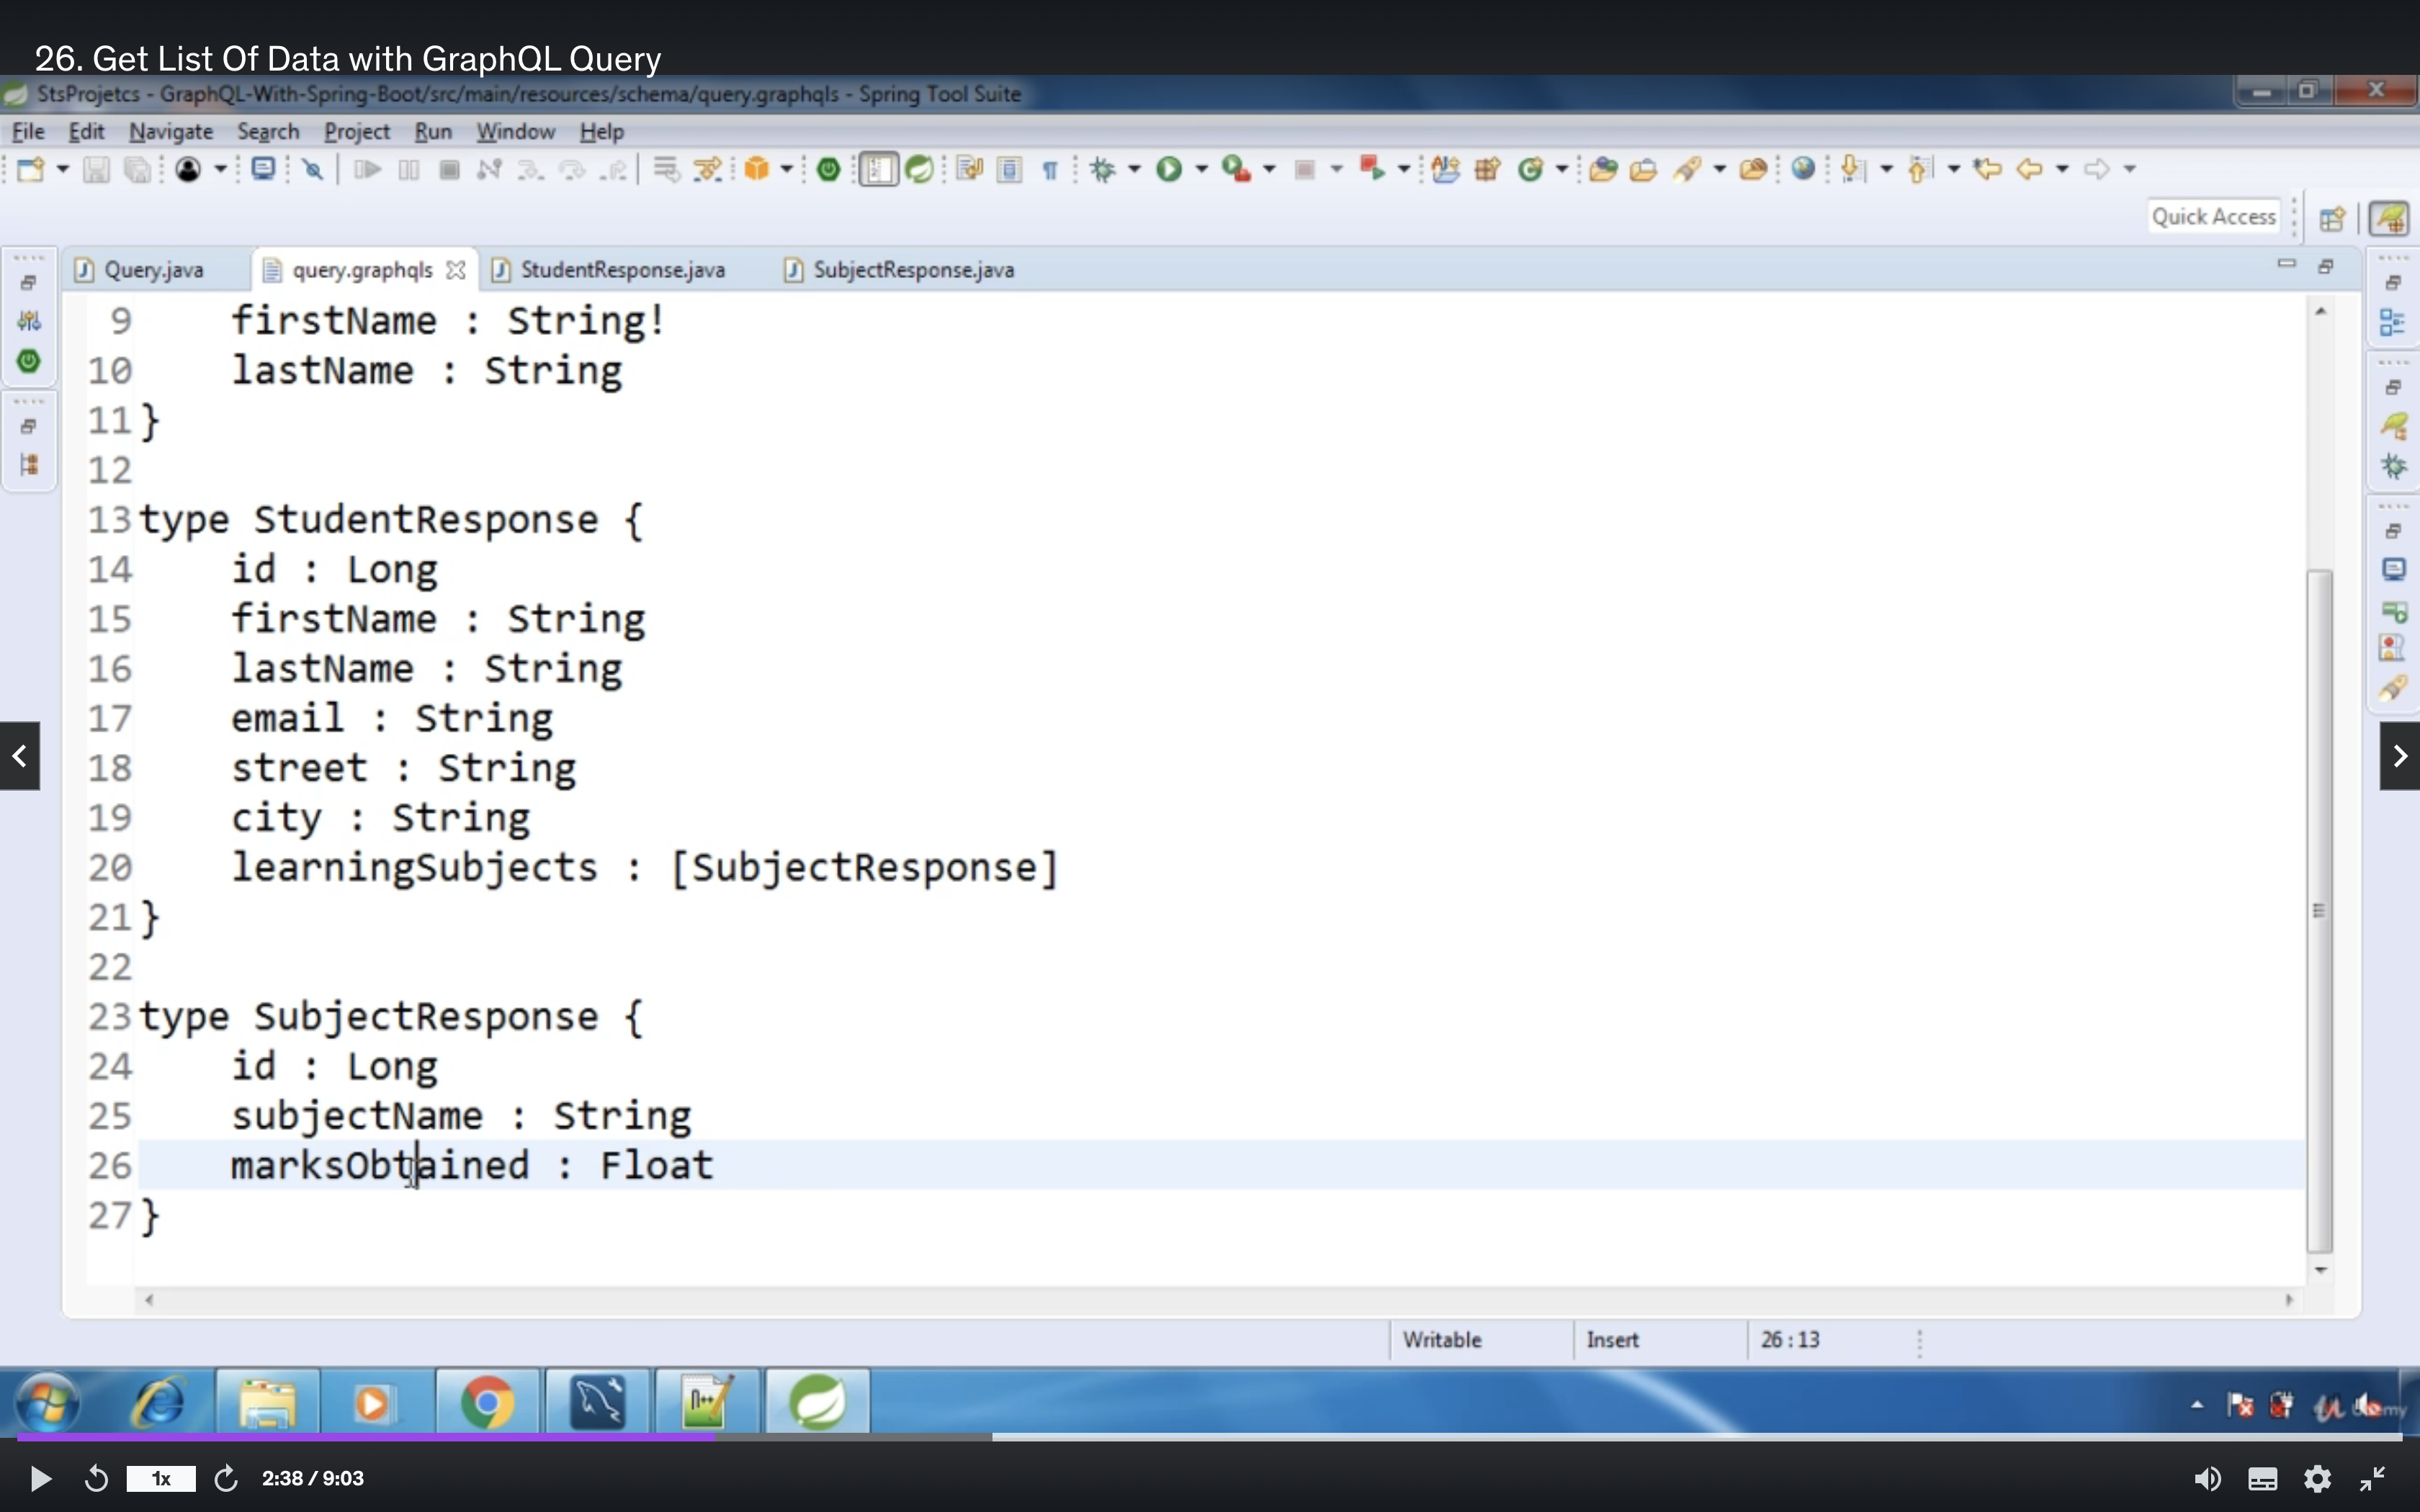 26. Get List Of Data with GraphQL Query
StsProjetcs - GraphQL-With-Spring-Boot/src/main/resources/schema/query.graphqls - Spring Tool Suite
File Edit Navigate Search Project Run Window Help
Quick Access
Query.java query.graphqls StudentResponse.java SubjectResponse.java
9 firstName : String!
10 lastName : String
11 }
12
13 type StudentResponse {
14 id : Long
15 firstName : String
16 lastName : String
17 email : String
18 street : String
19 city : String
20 learningSubjects : [SubjectResponse]
21 }
22
23 type SubjectResponse {
24 id : Long
25 subjectName : String
26 marksObtained : Float
27 }
Writable Insert 26 : 13
1x 2:38 / 9:03